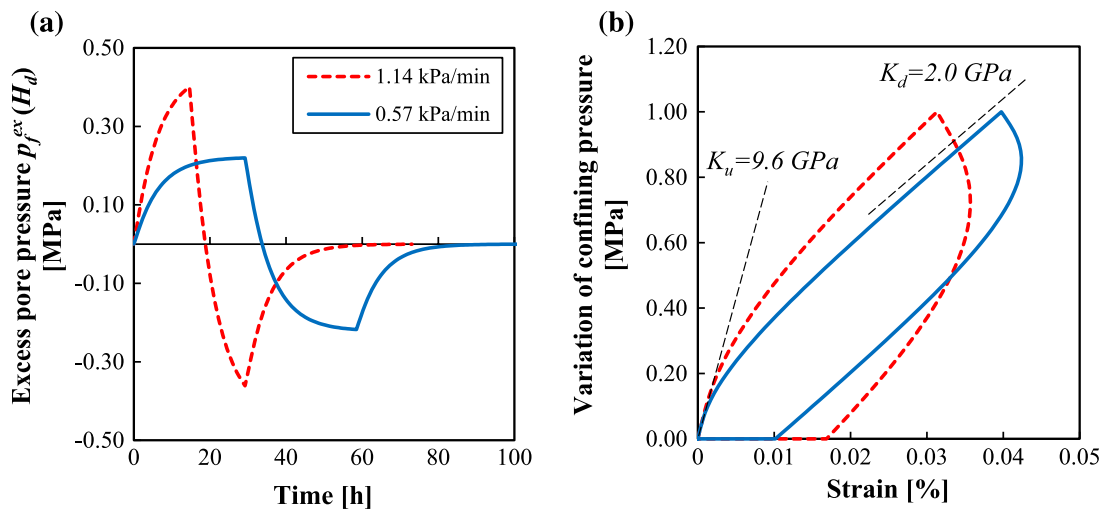 (a)
Excess pore pressure p_f^ex (H_d)
[MPa]
0.50
0.30
0.10
-0.10
-0.30
-0.50
1.14 kPa/min
0.57 kPa/min
0
20
40
60
80
100
Time [h]
(b)
Variation of confining pressure
[MPa]
1.20
1.00
0.80
0.60
0.40
0.20
0.00
K_d=2.0 GPa
K_u=9.6 GPa
0
0.01
0.02
0.03
0.04
0.05
Strain [%]